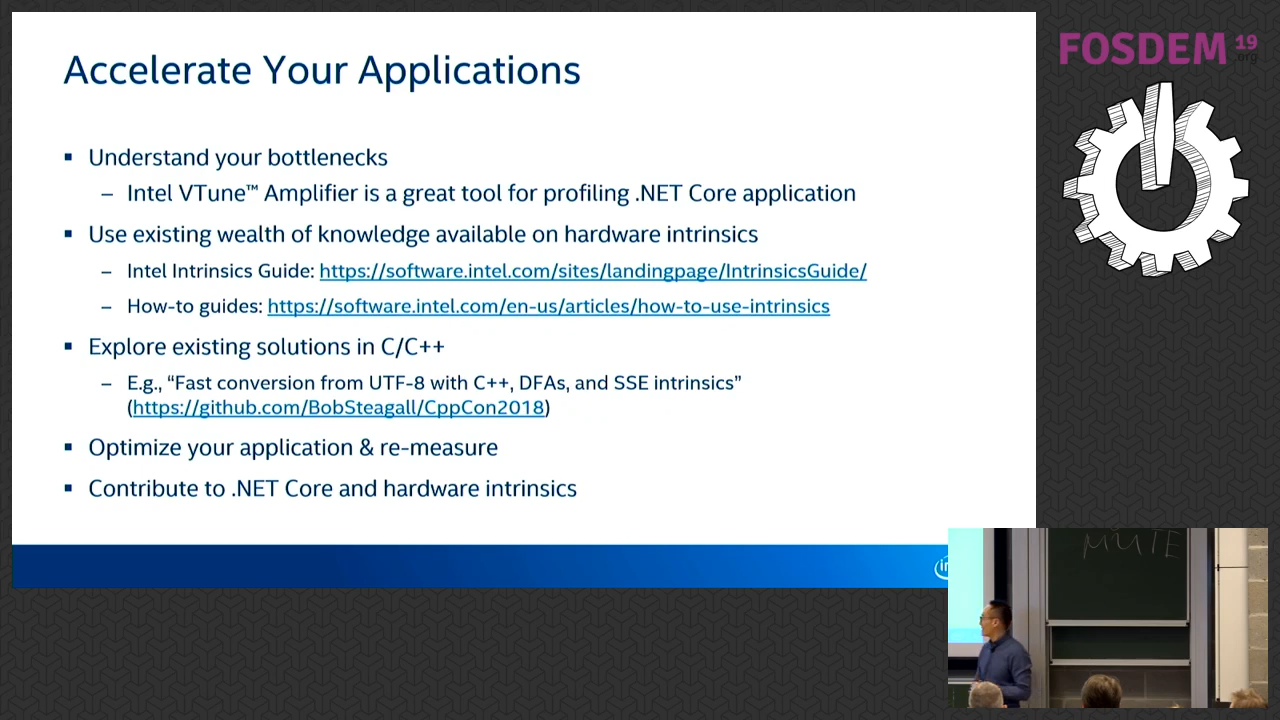 Accelerate Your Applications
▪ Understand your bottlenecks
– Intel VTune™ Amplifier is a great tool for profiling .NET Core application
▪ Use existing wealth of knowledge available on hardware intrinsics
– Intel Intrinsics Guide: https://software.intel.com/sites/landingpage/IntrinsicsGuide/
– How-to guides: https://software.intel.com/en-us/articles/how-to-use-intrinsics
▪ Explore existing solutions in C/C++
– E.g., “Fast conversion from UTF-8 with C++, DFAs, and SSE intrinsics”
(https://github.com/BobSteagall/CppCon2018)
▪ Optimize your application & re-measure
▪ Contribute to .NET Core and hardware intrinsics
FOSDEM 19
.org
MUTE